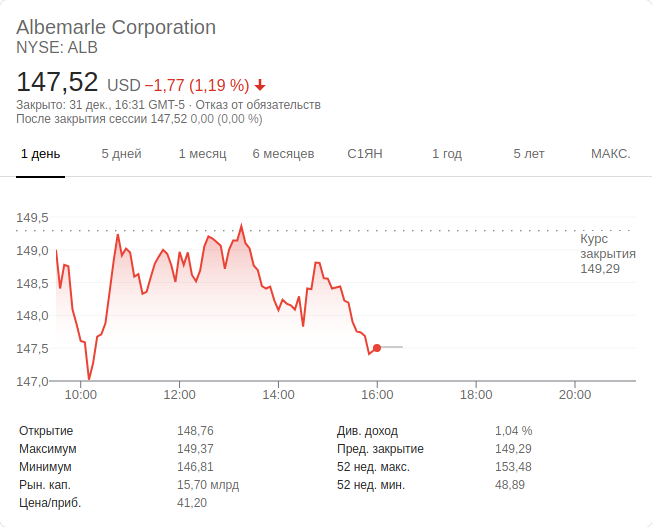 Albemarle Corporation
NYSE: ALB
147,52 USD −1,77 (1,19 %)
Закрыто: 31 дек., 16:31 GMT-5 · Отказ от обязательств
После закрытия сессии 147,52 0,00 (0,00 %)
1 день 5 дней 1 месяц 6 месяцев С1ЯН 1 год 5 лет МАКС.
149,5
149,0
148,5
148,0
147,5
147,0
Курс
закрытия
149,29
10:00 12:00 14:00 16:00 18:00 20:00
Открытие 148,76 Див. доход 1,04 %
Максимум 149,37 Пред. закрытие 149,29
Минимум 146,81 52 нед. макс. 153,48
Рын. кап. 15,70 млрд 52 нед. мин. 48,89
Цена/приб. 41,20